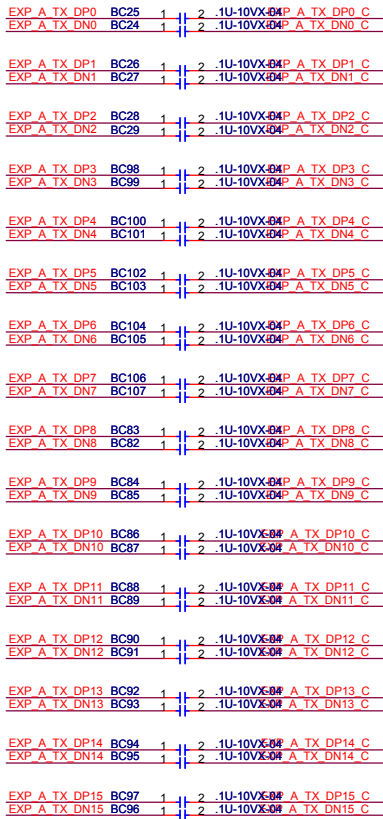 EXP_A_TX_DP0 BC25 1 2 .1U-10VX-04 EXP_A_TX_DP0_C
EXP_A_TX_DN0 BC24 1 2 .1U-10VX-04 EXP_A_TX_DN0_C
EXP_A_TX_DP1 BC26 1 2 .1U-10VX-04 EXP_A_TX_DP1_C
EXP_A_TX_DN1 BC27 1 2 .1U-10VX-04 EXP_A_TX_DN1_C
EXP_A_TX_DP2 BC28 1 2 .1U-10VX-04 EXP_A_TX_DP2_C
EXP_A_TX_DN2 BC29 1 2 .1U-10VX-04 EXP_A_TX_DN2_C
EXP_A_TX_DP3 BC98 1 2 .1U-10VX-04 EXP_A_TX_DP3_C
EXP_A_TX_DN3 BC99 1 2 .1U-10VX-04 EXP_A_TX_DN3_C
EXP_A_TX_DP4 BC100 1 2 .1U-10VX-04 EXP_A_TX_DP4_C
EXP_A_TX_DN4 BC101 1 2 .1U-10VX-04 EXP_A_TX_DN4_C
EXP_A_TX_DP5 BC102 1 2 .1U-10VX-04 EXP_A_TX_DP5_C
EXP_A_TX_DN5 BC103 1 2 .1U-10VX-04 EXP_A_TX_DN5_C
EXP_A_TX_DP6 BC104 1 2 .1U-10VX-04 EXP_A_TX_DP6_C
EXP_A_TX_DN6 BC105 1 2 .1U-10VX-04 EXP_A_TX_DN6_C
EXP_A_TX_DP7 BC106 1 2 .1U-10VX-04 EXP_A_TX_DP7_C
EXP_A_TX_DN7 BC107 1 2 .1U-10VX-04 EXP_A_TX_DN7_C
EXP_A_TX_DP8 BC83 1 2 .1U-10VX-04 EXP_A_TX_DP8_C
EXP_A_TX_DN8 BC82 1 2 .1U-10VX-04 EXP_A_TX_DN8_C
EXP_A_TX_DP9 BC84 1 2 .1U-10VX-04 EXP_A_TX_DP9_C
EXP_A_TX_DN9 BC85 1 2 .1U-10VX-04 EXP_A_TX_DN9_C
EXP_A_TX_DP10 BC86 1 2 .1U-10VX-04 EXP_A_TX_DP10_C
EXP_A_TX_DN10 BC87 1 2 .1U-10VX-04 EXP_A_TX_DN10_C
EXP_A_TX_DP11 BC88 1 2 .1U-10VX-04 EXP_A_TX_DP11_C
EXP_A_TX_DN11 BC89 1 2 .1U-10VX-04 EXP_A_TX_DN11_C
EXP_A_TX_DP12 BC90 1 2 .1U-10VX-04 EXP_A_TX_DP12_C
EXP_A_TX_DN12 BC91 1 2 .1U-10VX-04 EXP_A_TX_DN12_C
EXP_A_TX_DP13 BC92 1 2 .1U-10VX-04 EXP_A_TX_DP13_C
EXP_A_TX_DN13 BC93 1 2 .1U-10VX-04 EXP_A_TX_DN13_C
EXP_A_TX_DP14 BC94 1 2 .1U-10VX-04 EXP_A_TX_DP14_C
EXP_A_TX_DN14 BC95 1 2 .1U-10VX-04 EXP_A_TX_DN14_C
EXP_A_TX_DP15 BC97 1 2 .1U-10VX-04 EXP_A_TX_DP15_C
EXP_A_TX_DN15 BC96 1 2 .1U-10VX-04 EXP_A_TX_DN15_C